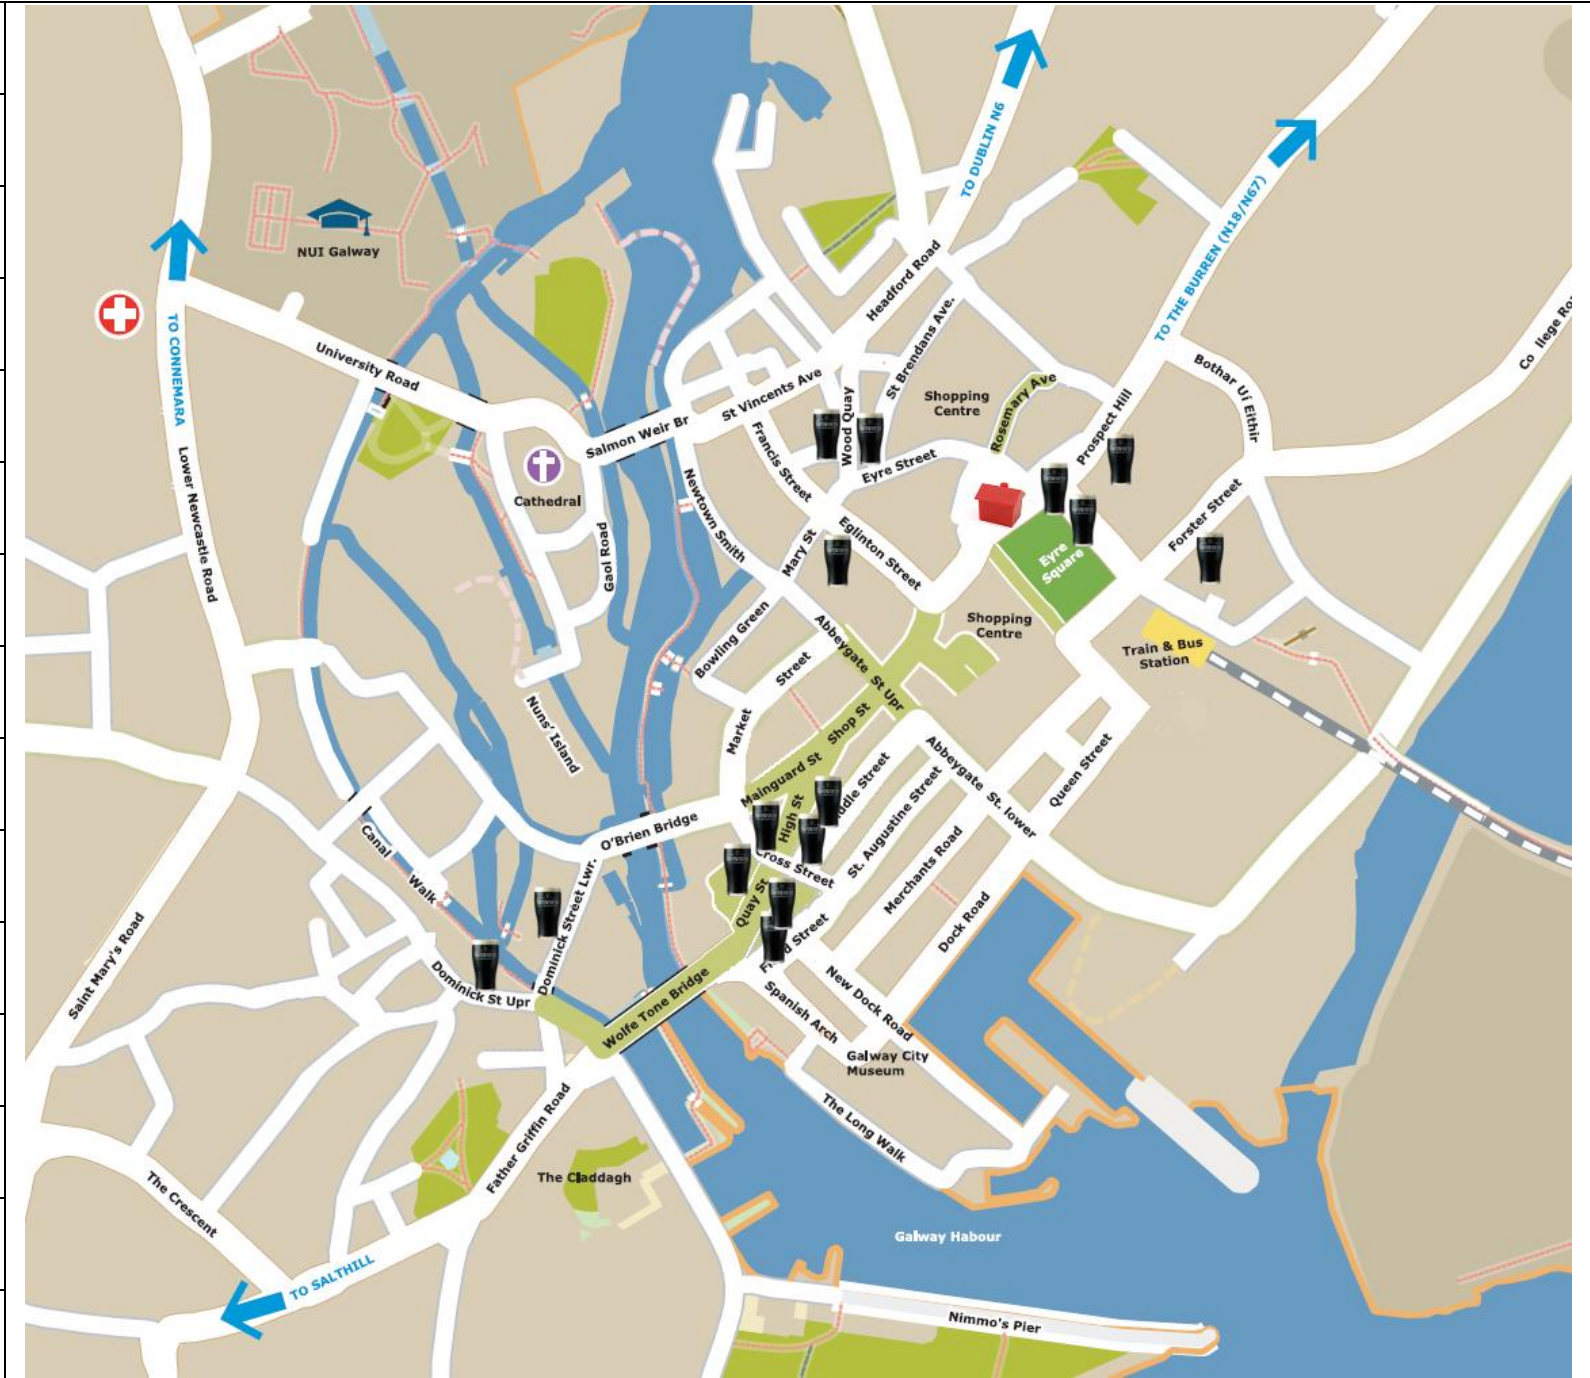 TO DUBLIN N6
TO THE BURREN (N18/N67)
NUI Galway
TO CONNEMARA
Headford Road
University Road
St Brendans Ave.
Bothar Uí Eithir
Co llege Roa
St Vincents Ave
Rosemary Ave
Shopping
Centre
Prospect Hill
Salmon Weir Br
Wood Quay
Francis Street
Eyre Street
Lower Newcastle Road
Cathedral
Newtown Smith
Forster Street
Eglinton Street
Mary St
Gaol Road
Eyre
Square
Bowling Green
Abbeygate St Upr
Shopping
Centre
Train & Bus
Station
Market Street
Nuns' Island
Shop St
Mainguard St
Abbeygate St. lower
Queen Street
High St
ddle Street
St. Augustine Street
O'Brien Bridge
Canal Walk
Cross Street
Merchants Road
Dominick Street Lwr.
Quay St
Dock Road
Saint Mary's Road
Street
Dominick St Upr
New Dock Road
Wolfe Tone Bridge
Spanish Arch
Galway City
Museum
Father Griffin Road
The Long Walk
The Claddagh
The Crescent
Galway Habour
TO SALTHILL
Nimmo's Pier